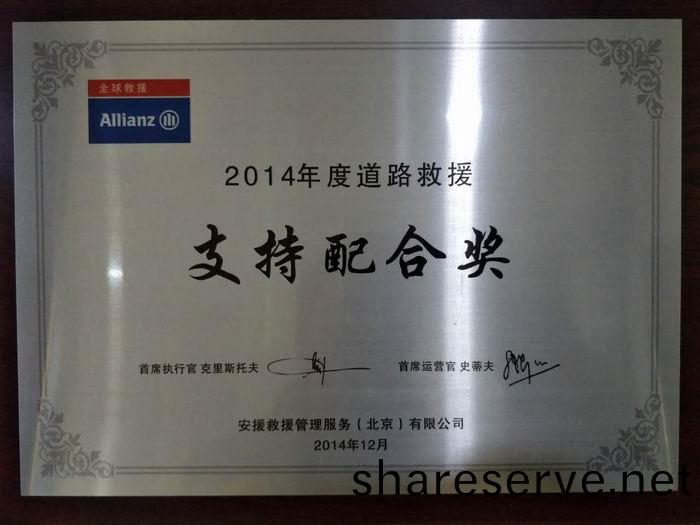 全球救援
Allianz
2014年度道路救援
支持配合奖
首席执行官 克里斯托夫
首席运营官 史蒂夫
安援救援管理服务（北京）有限公司
2014年12月
shareserve.net